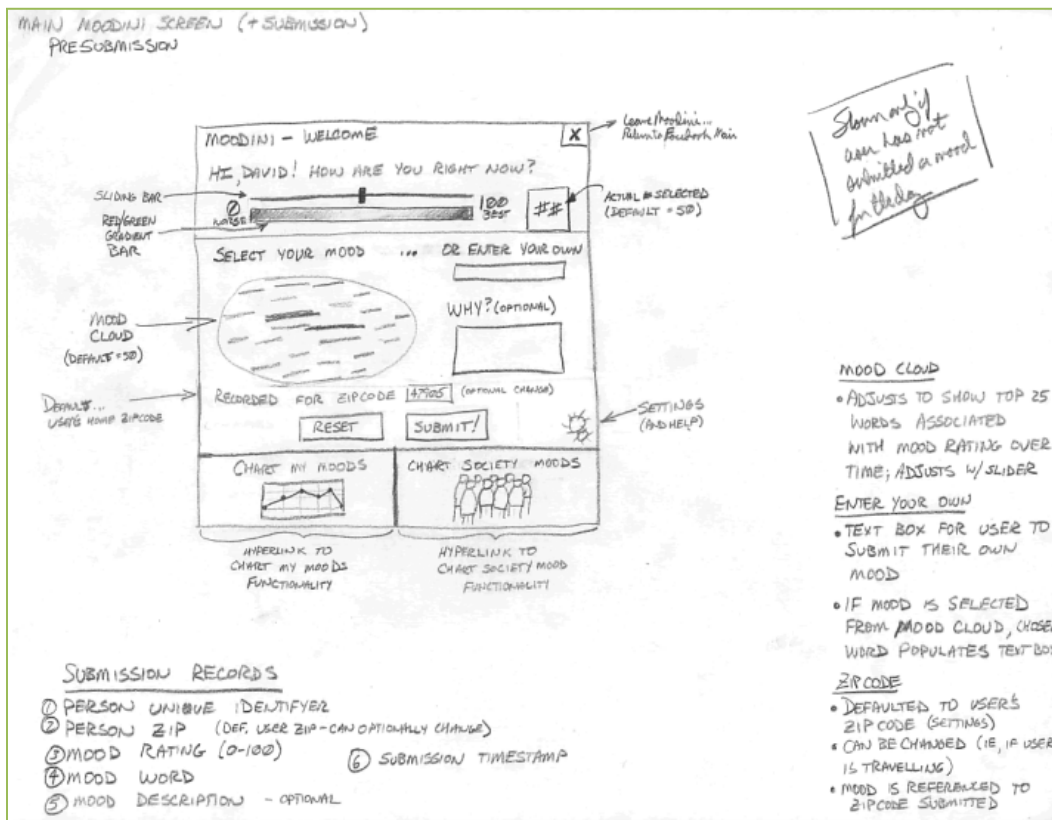 MAIN MOODINI SCREEN (+ SUBMISSION)
PRESUBMISSION
Shown only if
user has not
submitted a mood
for the day
MOODINI - WELCOME
X
Leave Moodini...
Return to Facebook Main
HI, DAVID! HOW ARE YOU RIGHT NOW?
SLIDING BAR
0
WORSE
100
BEST
##
ACTUAL # SELECTED
(DEFAULT = 50)
RED/GREEN
GRADIENT
BAR
SELECT YOUR MOOD ... OR ENTER YOUR OWN
MOOD
CLOUD
(DEFAULT = 50)
WHY? (OPTIONAL)
DEFAULT...
USER'S HOME ZIPCODE
RECORDED FOR ZIPCODE 47905 (OPTIONAL CHANGE)
RESET
SUBMIT!
SETTINGS
(AND HELP)
CHART MY MOODS
CHART SOCIETY MOODS
HYPERLINK TO
CHART MY MOODS
FUNCTIONALITY
HYPERLINK TO
CHART SOCIETY MOOD
FUNCTIONALITY
MOOD CLOUD
• ADJUSTS TO SHOW TOP 25
WORDS ASSOCIATED
WITH MOOD RATING OVER
TIME; ADJUSTS W/ SLIDER
ENTER YOUR OWN
• TEXT BOX FOR USER TO
SUBMIT THEIR OWN
MOOD
• IF MOOD IS SELECTED
FROM MOOD CLOUD, CHOSEN
WORD POPULATES TEXT BOX
ZIPCODE
• DEFAULTED TO USER'S
ZIP CODE (SETTINGS)
• CAN BE CHANGED (IE, IF USER
IS TRAVELLING)
• MOOD IS REFERENCED TO
ZIPCODE SUBMITTED
SUBMISSION RECORDS
① PERSON UNIQUE IDENTIFYER
② PERSON ZIP (DEF. USER ZIP - CAN OPTIONALLY CHANGE)
③ MOOD RATING (0-100)
④ MOOD WORD
⑤ MOOD DESCRIPTION - OPTIONAL
⑥ SUBMISSION TIMESTAMP